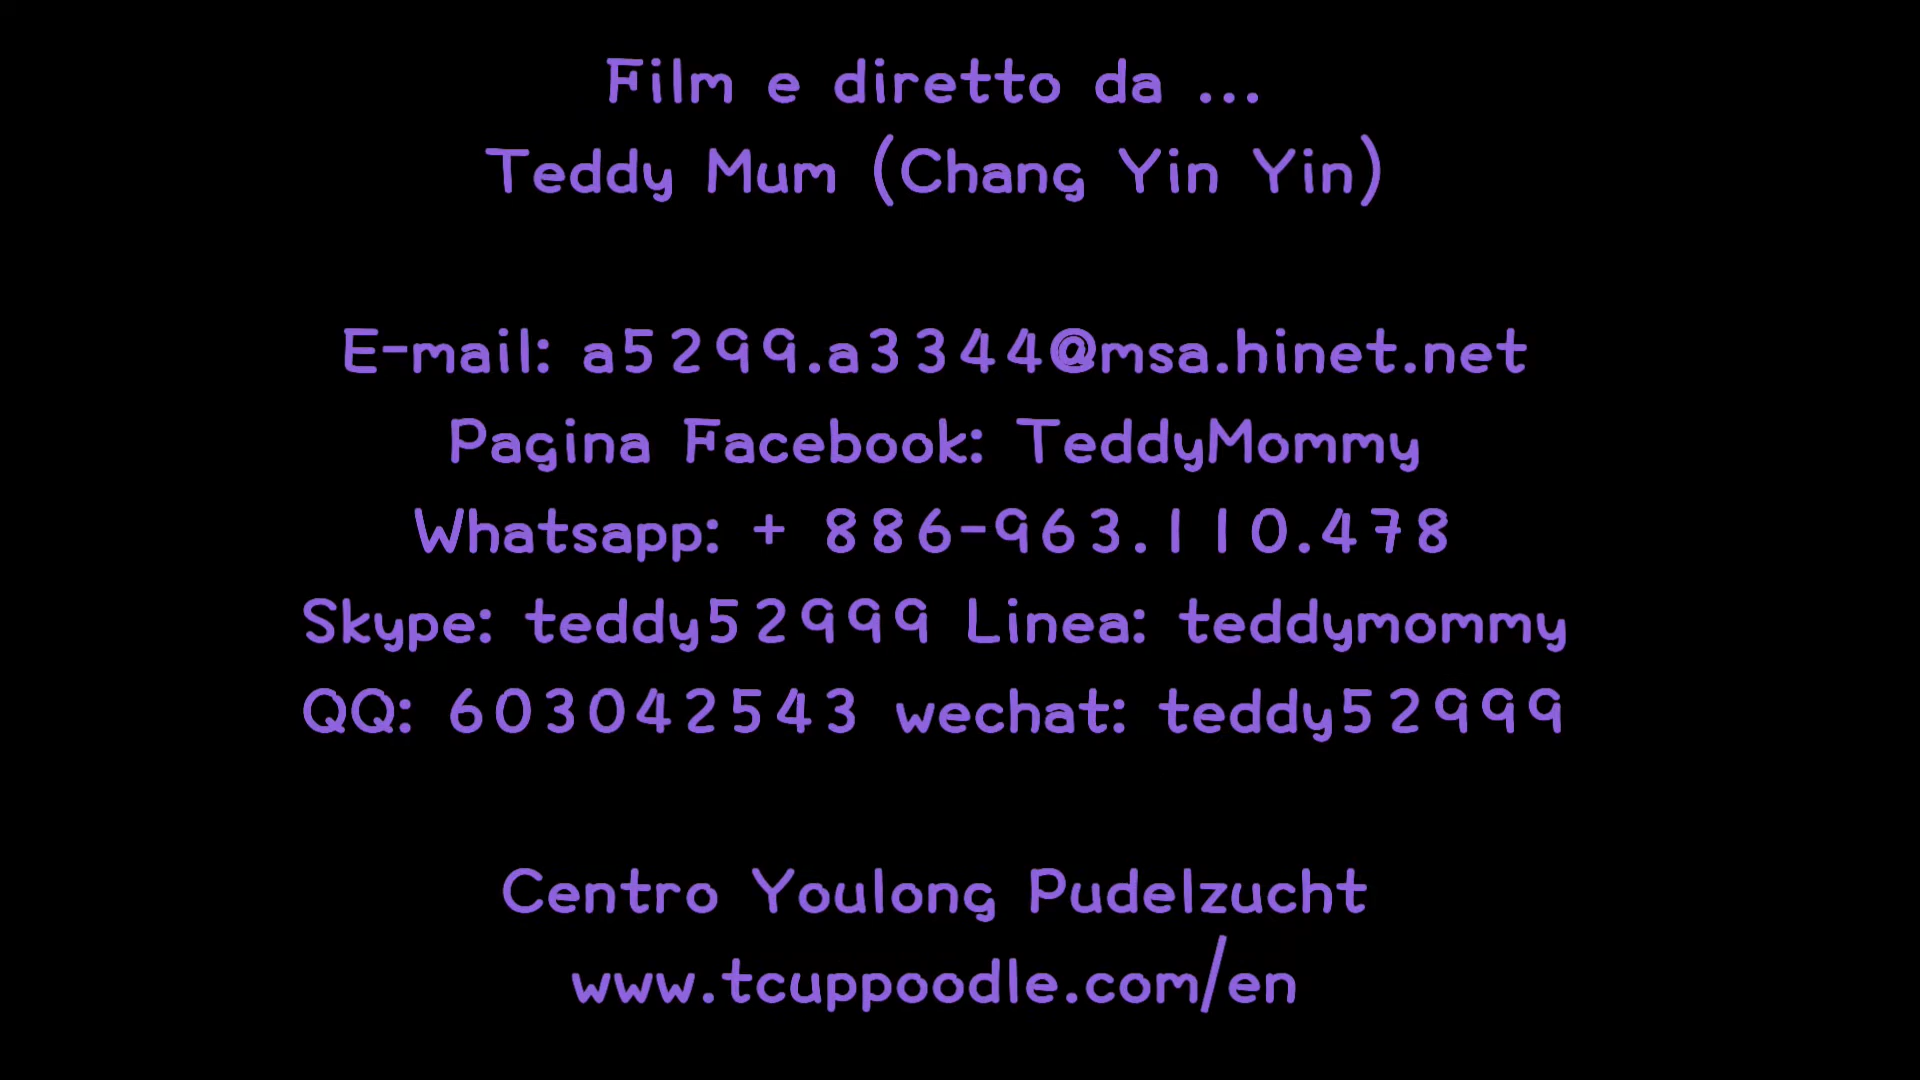 Film e diretto da ...
Teddy Mum (Chang Yin Yin)
E-mail: a5299.a3344@msa.hinet.net
Pagina Facebook: TeddyMommy
Whatsapp: + 886-963.110.478
Skype: teddy52999 Linea: teddymommy
QQ: 603042543 wechat: teddy52999
Centro Youlong Pudelzucht
www.tcuppoodle.com/en